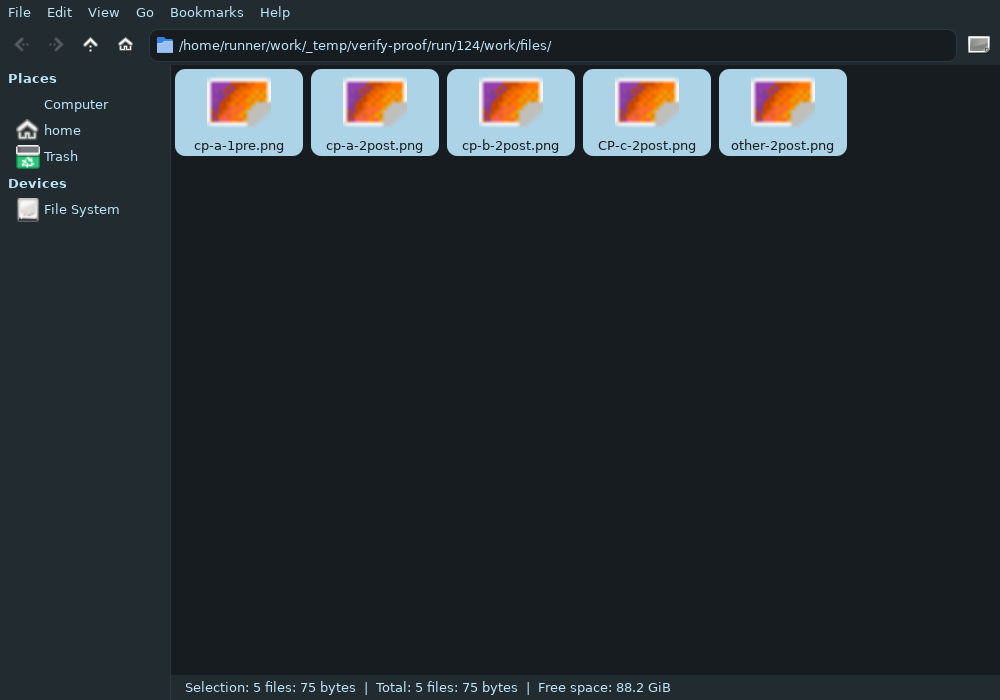 File Edit View Go Bookmarks Help
/home/runner/work/_temp/verify-proof/run/124/work/files/
Places
Computer
home
Trash
Devices
File System
cp-a-1pre.png cp-a-2post.png cp-b-2post.png CP-c-2post.png other-2post.png
Selection: 5 files: 75 bytes | Total: 5 files: 75 bytes | Free space: 88.2 GiB